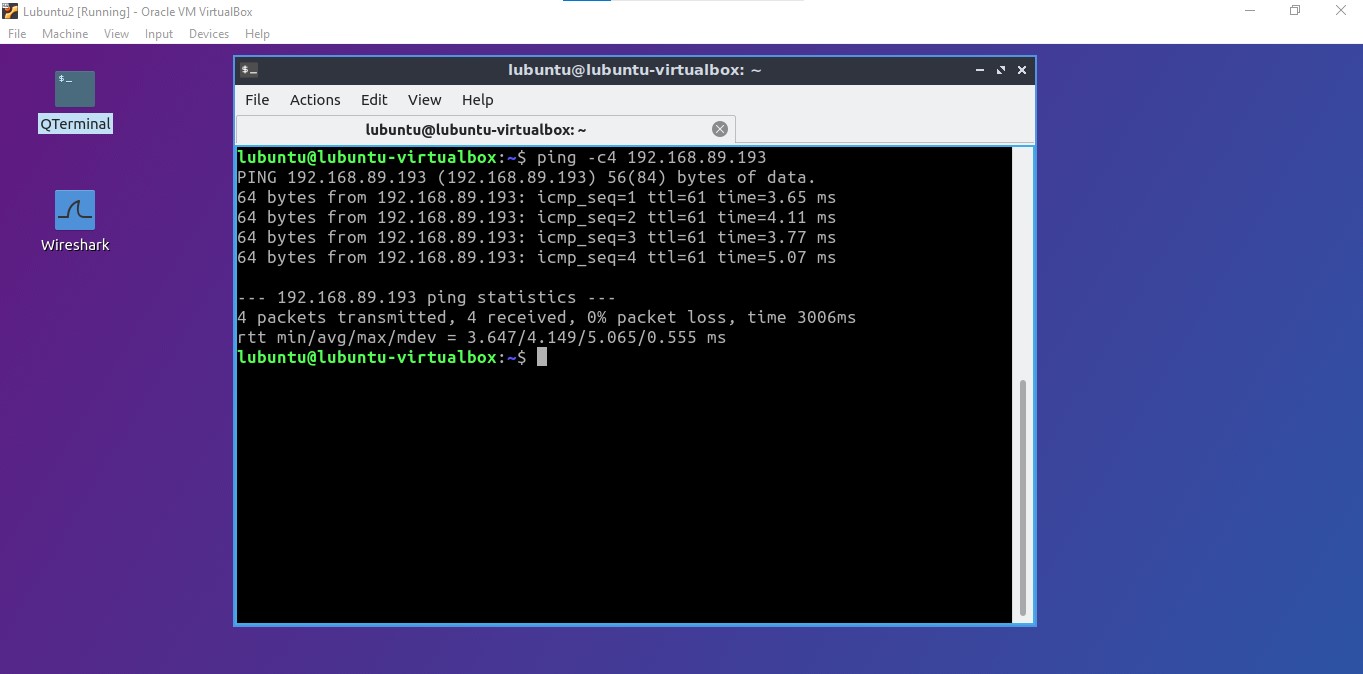 Lubuntu2 [Running] - Oracle VM VirtualBox
File Machine View Input Devices Help
$_
QTerminal
Wireshark
$_ lubuntu@lubuntu-virtualbox: ~
File Actions Edit View Help
lubuntu@lubuntu-virtualbox: ~
lubuntu@lubuntu-virtualbox:~$ ping -c4 192.168.89.193
PING 192.168.89.193 (192.168.89.193) 56(84) bytes of data.
64 bytes from 192.168.89.193: icmp_seq=1 ttl=61 time=3.65 ms
64 bytes from 192.168.89.193: icmp_seq=2 ttl=61 time=4.11 ms
64 bytes from 192.168.89.193: icmp_seq=3 ttl=61 time=3.77 ms
64 bytes from 192.168.89.193: icmp_seq=4 ttl=61 time=5.07 ms
--- 192.168.89.193 ping statistics ---
4 packets transmitted, 4 received, 0% packet loss, time 3006ms
rtt min/avg/max/mdev = 3.647/4.149/5.065/0.555 ms
lubuntu@lubuntu-virtualbox:~$